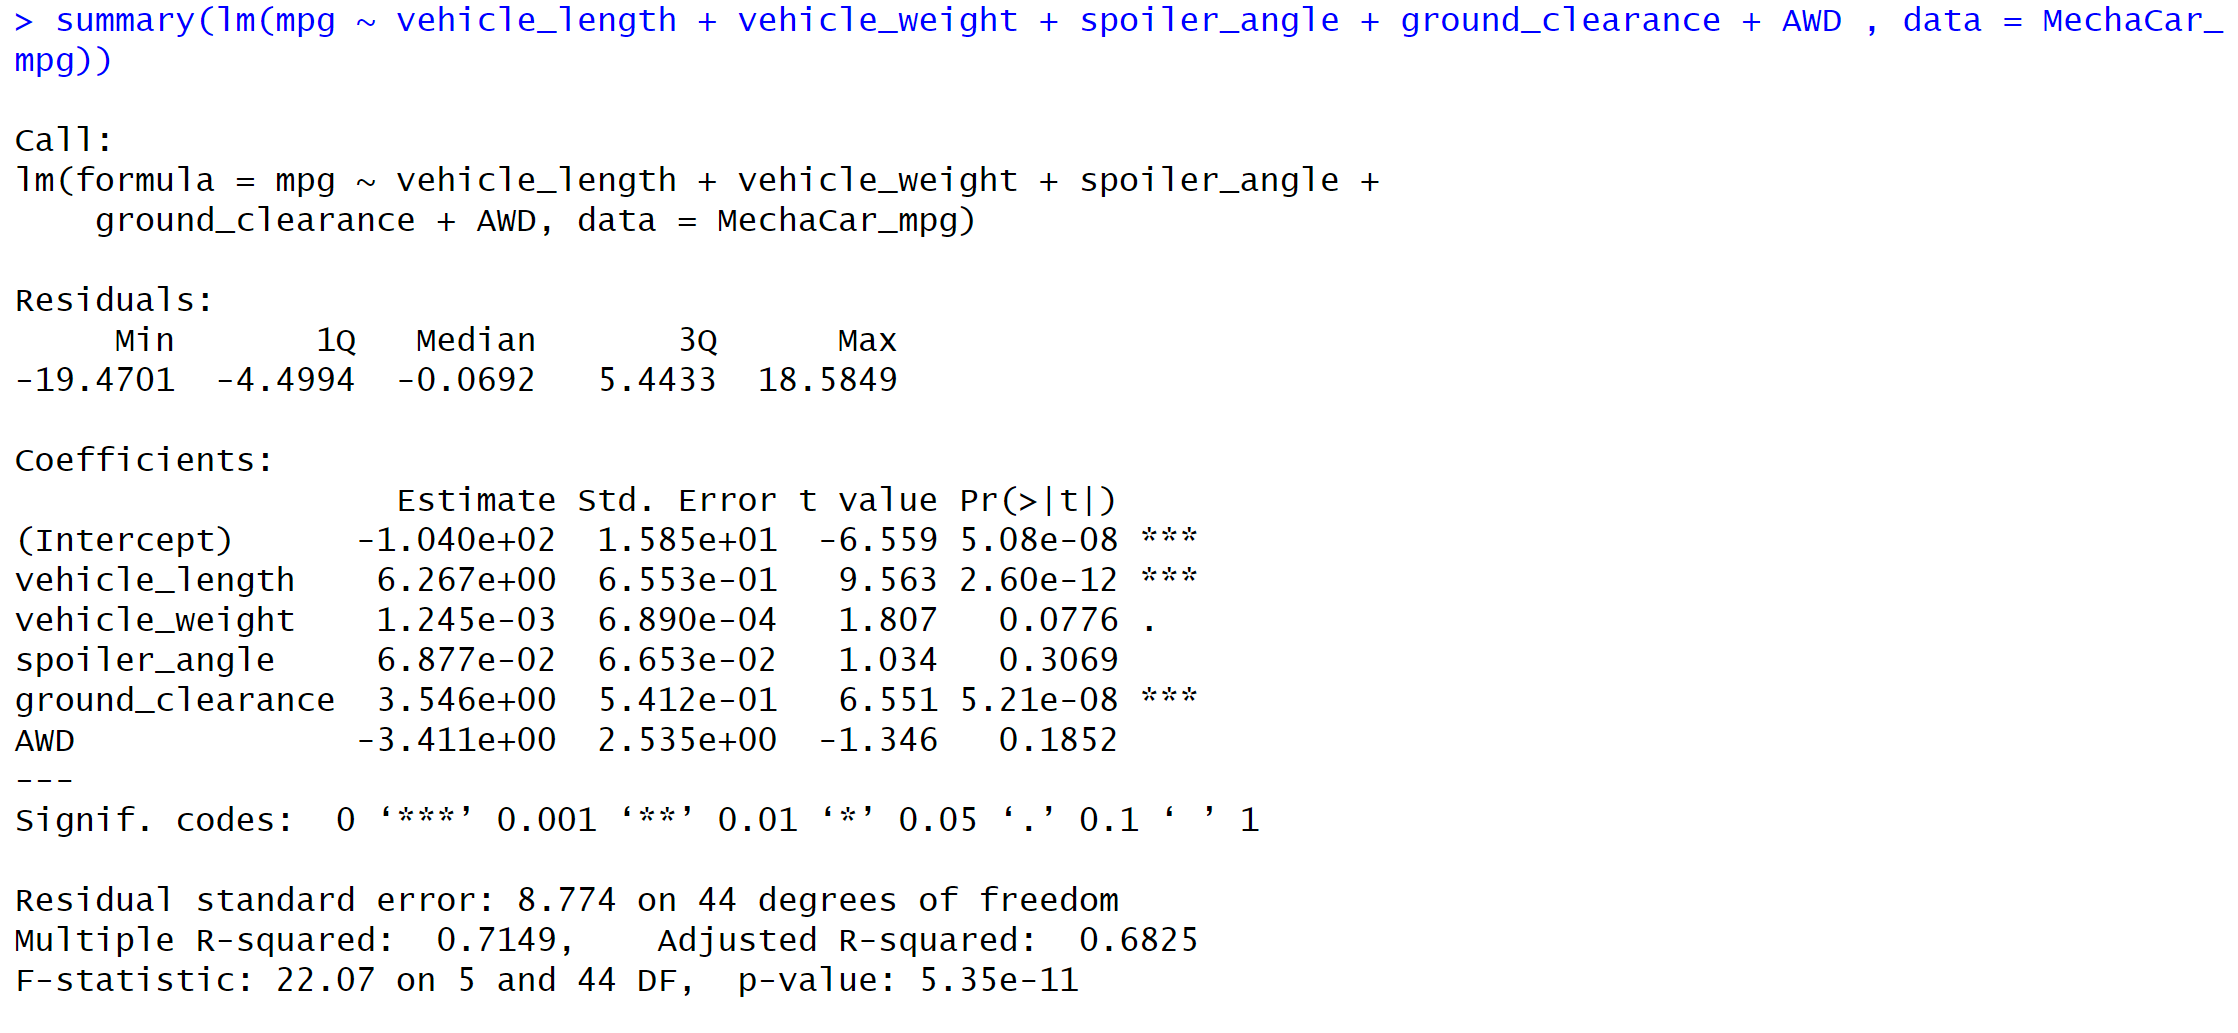 > summary(lm(mpg ~ vehicle_length + vehicle_weight + spoiler_angle + ground_clearance + AWD , data = MechaCar_
mpg))
Call:
lm(formula = mpg ~ vehicle_length + vehicle_weight + spoiler_angle +
    ground_clearance + AWD, data = MechaCar_mpg)
Residuals:
     Min       1Q   Median       3Q      Max
-19.4701  -4.4994  -0.0692   5.4433  18.5849
Coefficients:
                   Estimate Std. Error t value Pr(>|t|)
(Intercept)      -1.040e+02  1.585e+01  -6.559 5.08e-08 ***
vehicle_length    6.267e+00  6.553e-01   9.563 2.60e-12 ***
vehicle_weight    1.245e-03  6.890e-04   1.807   0.0776 .
spoiler_angle     6.877e-02  6.653e-02   1.034   0.3069
ground_clearance  3.546e+00  5.412e-01   6.551 5.21e-08 ***
AWD              -3.411e+00  2.535e+00  -1.346   0.1852
---
Signif. codes:  0 ‘***’ 0.001 ‘**’ 0.01 ‘*’ 0.05 ‘.’ 0.1 ‘ ’ 1
Residual standard error: 8.774 on 44 degrees of freedom
Multiple R-squared:  0.7149,    Adjusted R-squared:  0.6825
F-statistic: 22.07 on 5 and 44 DF,  p-value: 5.35e-11